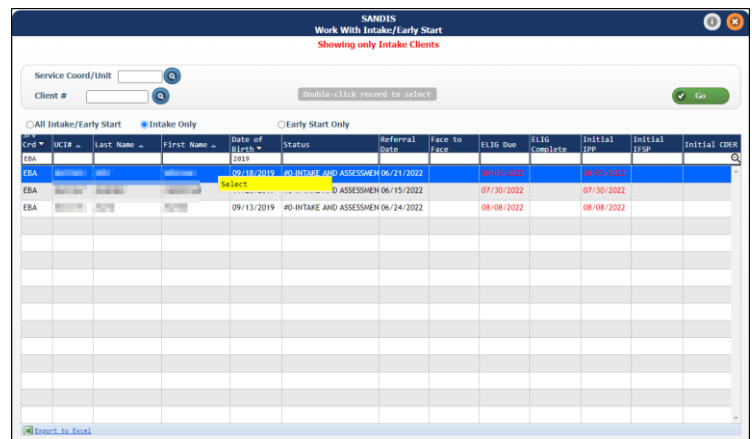 SANDIS
Work With Intake/Early Start
Showing only Intake Clients
Service Coord/Unit
Client #
Double-click record to select
Go
All Intake/Early Start Intake Only Early Start Only
Srv Crd UCI# Last Name First Name Date of Birth Status Referral Date Face to Face ELIG Due ELIG Complete Initial IPP Initial IFSP Initial CDER
EBA 2019
EBA 09/18/2019 #0-INTAKE AND ASSESSMEN 06/21/2022
Select
EBA D ASSESSMEN 06/15/2022 07/30/2022 07/30/2022
EBA 09/13/2019 #0-INTAKE AND ASSESSMEN 06/24/2022 08/08/2022 08/08/2022
Export to Excel